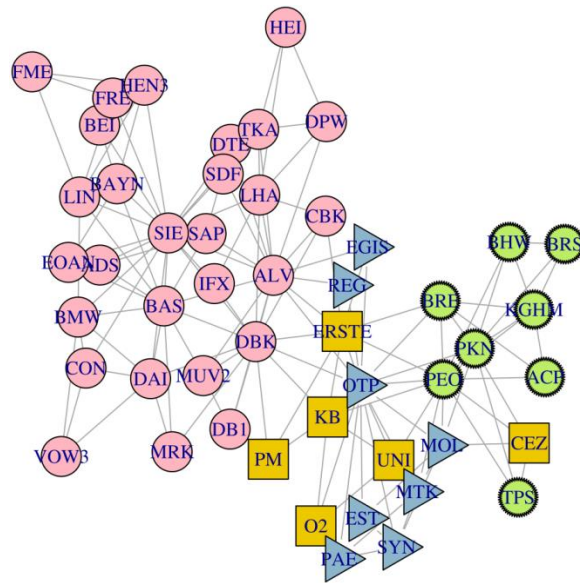 HEI
FME
HEN3
FRE
BEI
TKA
DPW
DTE
SDF
BAYN
LIN
LHA
CBK
SIE
SAP
EGIS
BHW
BRS
EOAN
ADS
IFX
ALV
REG
BRE
KGHM
BAS
BMW
ERSTE
DBK
PKN
CON
DAI
MUV2
OTP
PEO
ACP
KB
DB1
MOL
CEZ
VOW3
MRK
PM
UNI
MTK
TPS
O2
EST
SYN
PAE